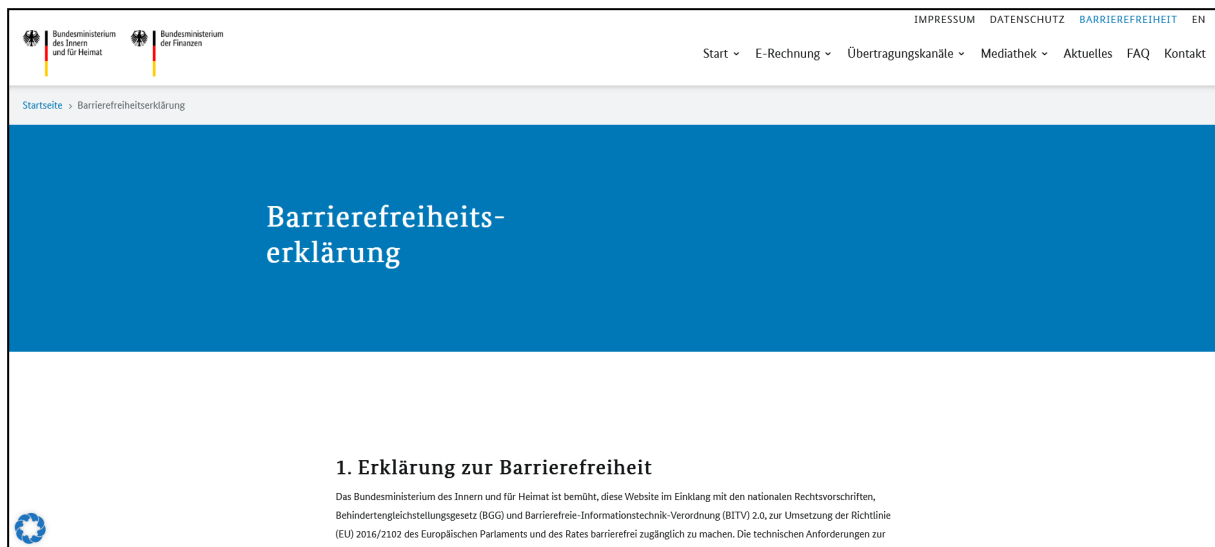 IMPRESSUM DATENSCHUTZ BARRIEREFREIHEIT EN
Bundesministerium
des Innern
und für Heimat
Bundesministerium
der Finanzen
Start E-Rechnung Übertragungskanäle Mediathek Aktuelles FAQ Kontakt
Startseite > Barrierefreiheitserklärung
Barrierefreiheits-
erklärung
1. Erklärung zur Barrierefreiheit
Das Bundesministerium des Innern und für Heimat ist bemüht, diese Website im Einklang mit den nationalen Rechtsvorschriften,
Behindertengleichstellungsgesetz (BGG) und Barrierefreie-Informationstechnik-Verordnung (BITV) 2.0, zur Umsetzung der Richtlinie
(EU) 2016/2102 des Europäischen Parlaments und des Rates barrierefrei zugänglich zu machen. Die technischen Anforderungen zur